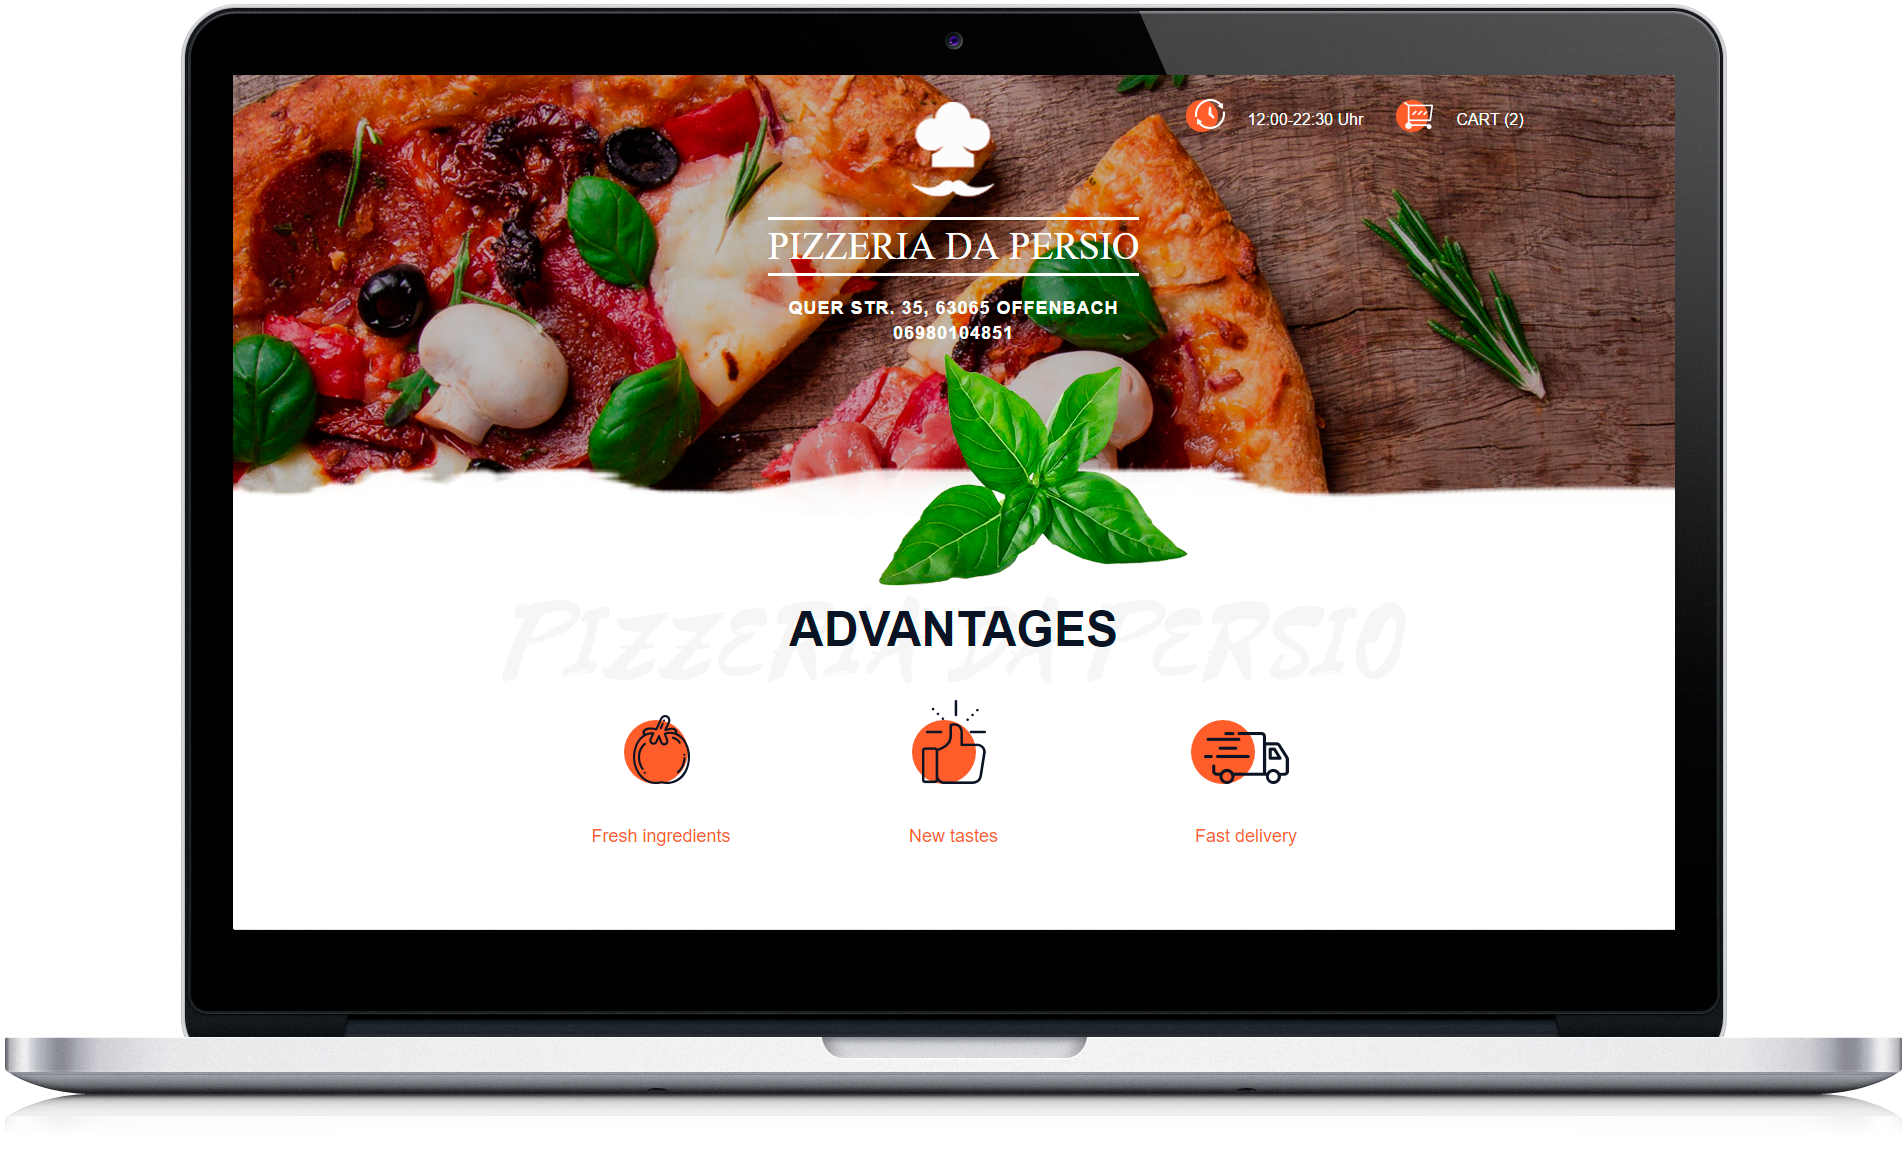 12:00-22:30 Uhr
CART (2)
PIZZERIA DA PERSIO
QUER STR. 35, 63065 OFFENBACH
06980104851
PIZZERIA DA PERSIO
ADVANTAGES
Fresh ingredients
New tastes
Fast delivery